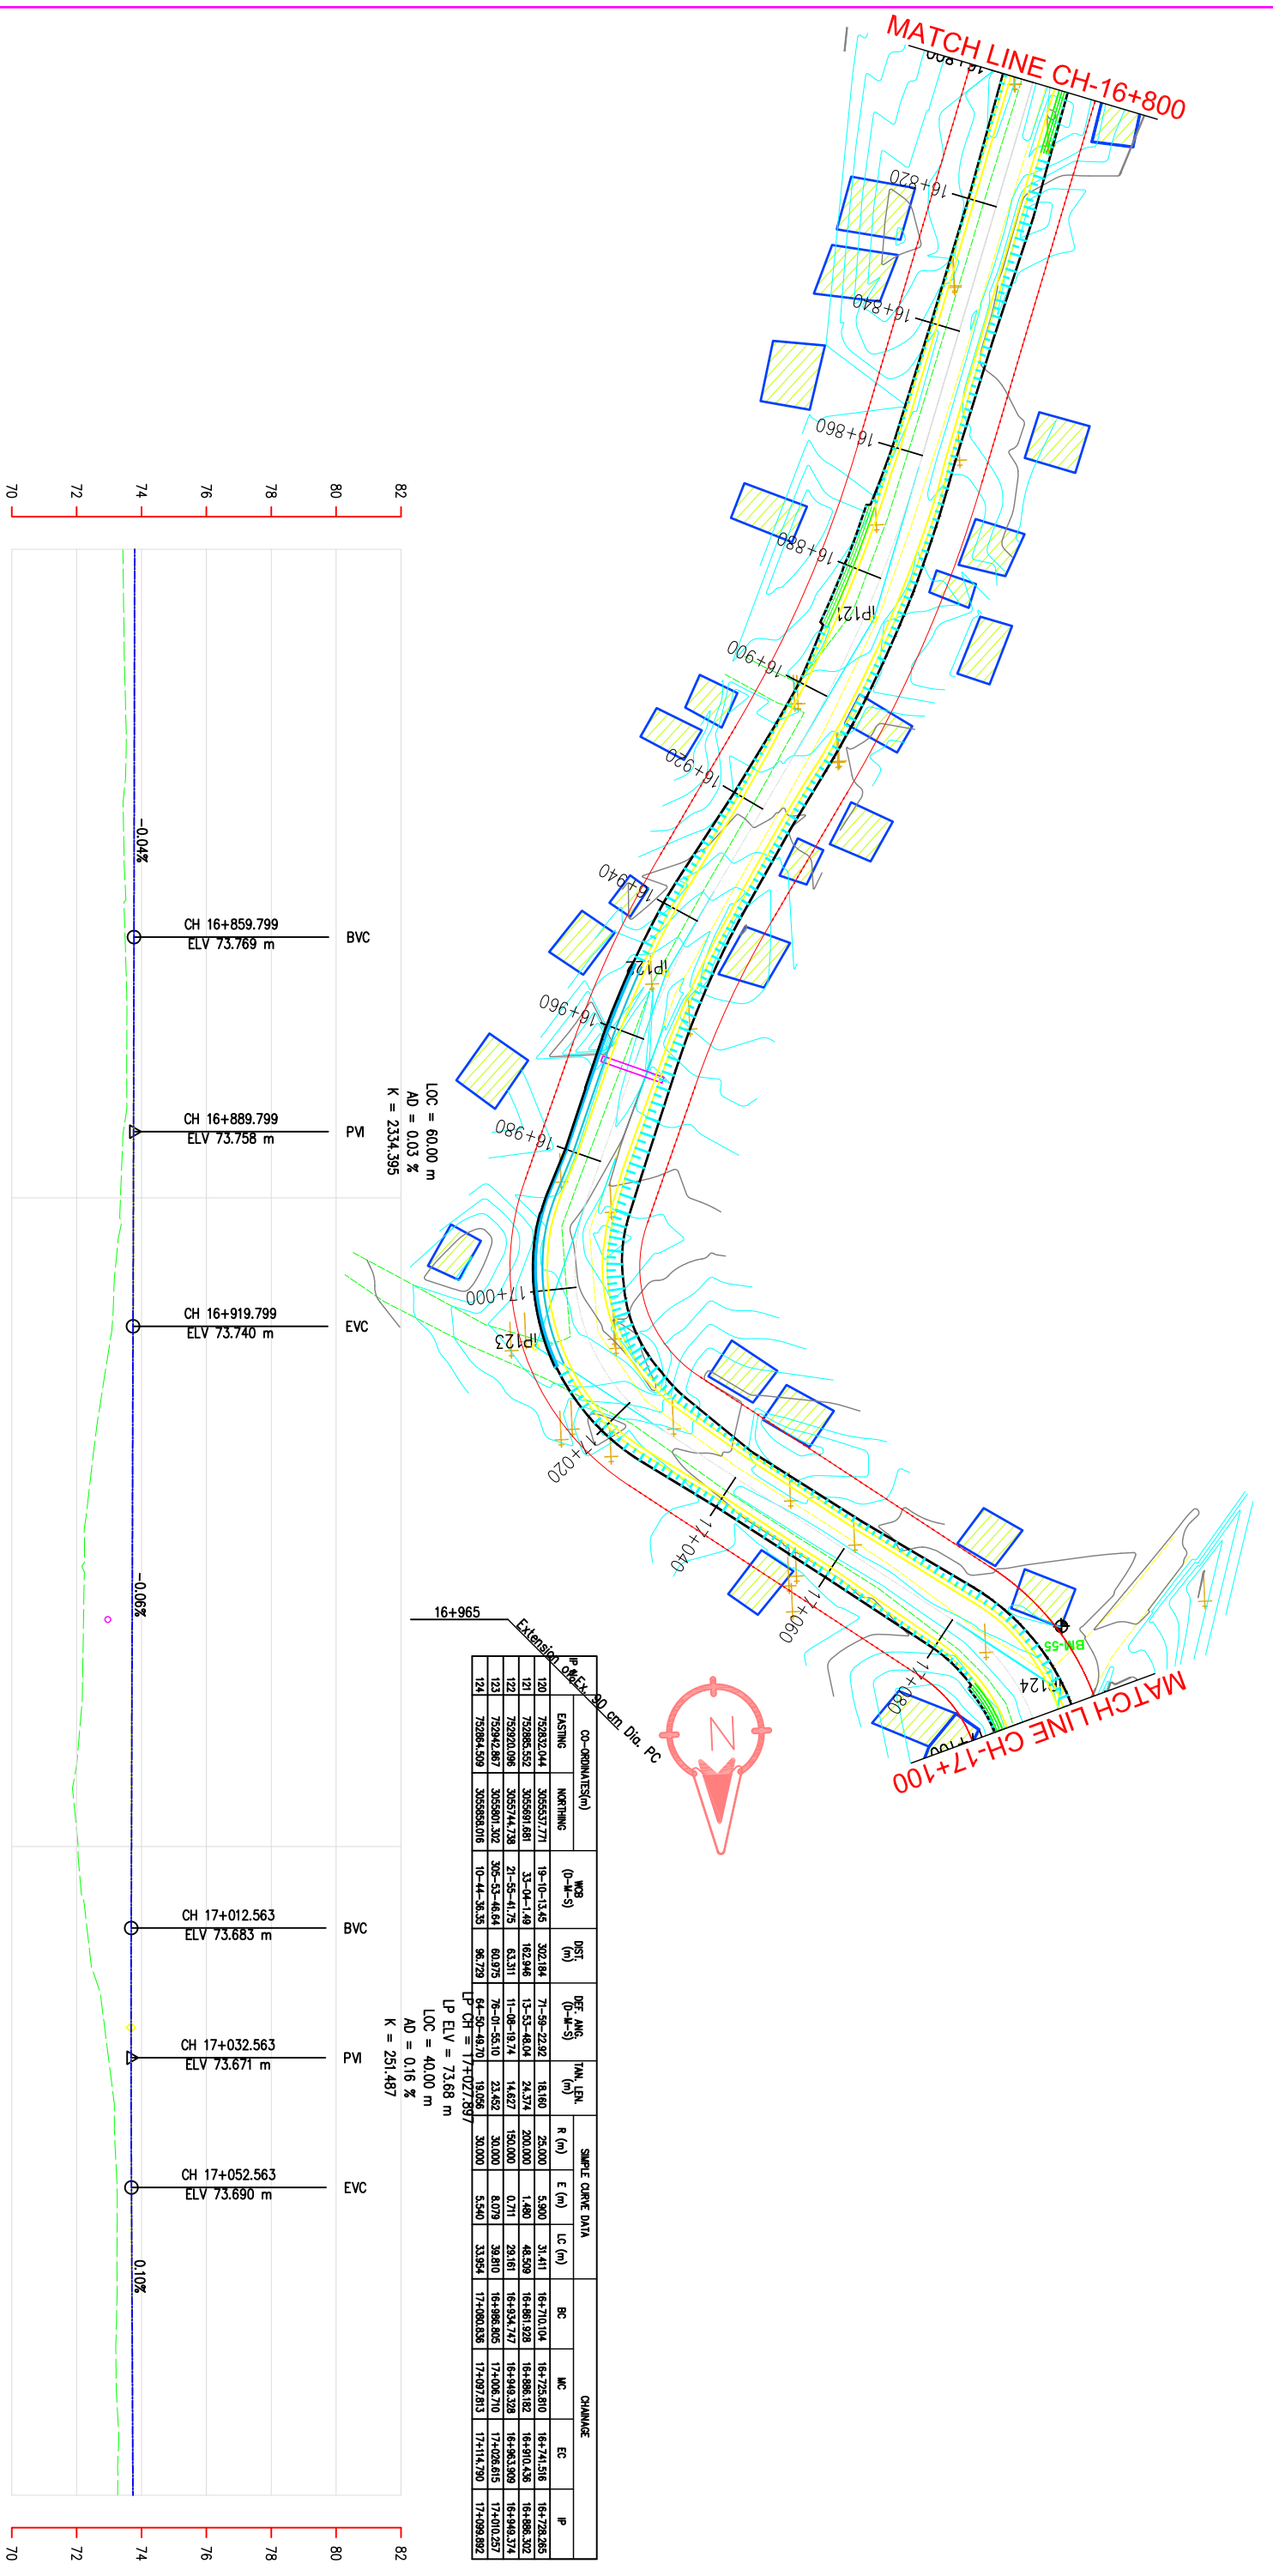 MATCH LINE CH-16+800
16+800
16+820
16+840
16+860
16+880
iP121
16+900
16+920
16+940
iP122
16+960
16+980
17+000
iP123
17+020
17+040
17+060
17+080
BM-55
iP124
17+100
MATCH LINE CH-17+100
N
16+965
Extension of Ex. 90 cm Dia. PC
82
80
78
76
74
72
70
-0.04%
CH 16+859.799
ELV 73.769 m
BVC
CH 16+889.799
ELV 73.758 m
PVI
LOC = 60.00 m
AD = 0.03 %
K = 2334.395
CH 16+919.799
ELV 73.740 m
EVC
-0.06%
CH 17+012.563
ELV 73.683 m
BVC
CH 17+032.563
ELV 73.671 m
PVI
LP CH = 17+027.897
LP ELV = 73.68 m
LOC = 40.00 m
AD = 0.16 %
K = 251.487
CH 17+052.563
ELV 73.690 m
EVC
0.10%
82
80
78
76
74
72
70
IP CO-ORDINATES(m) WCB (D-M-S) DIST. (m) DEF. ANG. (D-M-S) TAN. LEN. (m) SIMPLE CURVE DATA CHAINAGE
EASTING NORTHING R (m) E (m) LC (m) BC MC EC IP
120 752832.044 3055537.771 19-10-13.45 302.184 71-59-22.92 18.160 25.000 5.900 31.411 16+710.104 16+725.810 16+741.516 16+728.265
121 752885.552 3055691.681 33-04-1.49 162.946 13-53-48.04 24.374 200.000 1.480 48.509 16+861.928 16+886.182 16+910.436 16+886.302
122 752920.096 3055744.738 21-55-41.75 63.311 11-08-19.74 14.627 150.000 0.711 29.161 16+934.747 16+949.328 16+963.909 16+949.374
123 752942.867 3055801.302 305-53-46.64 60.975 76-01-55.10 23.452 30.000 8.079 39.810 16+986.805 17+006.710 17+026.615 17+010.257
124 752864.509 3055858.016 10-44-36.35 96.729 64-50-49.70 19.056 30.000 5.540 33.954 17+080.836 17+097.813 17+114.790 17+099.892